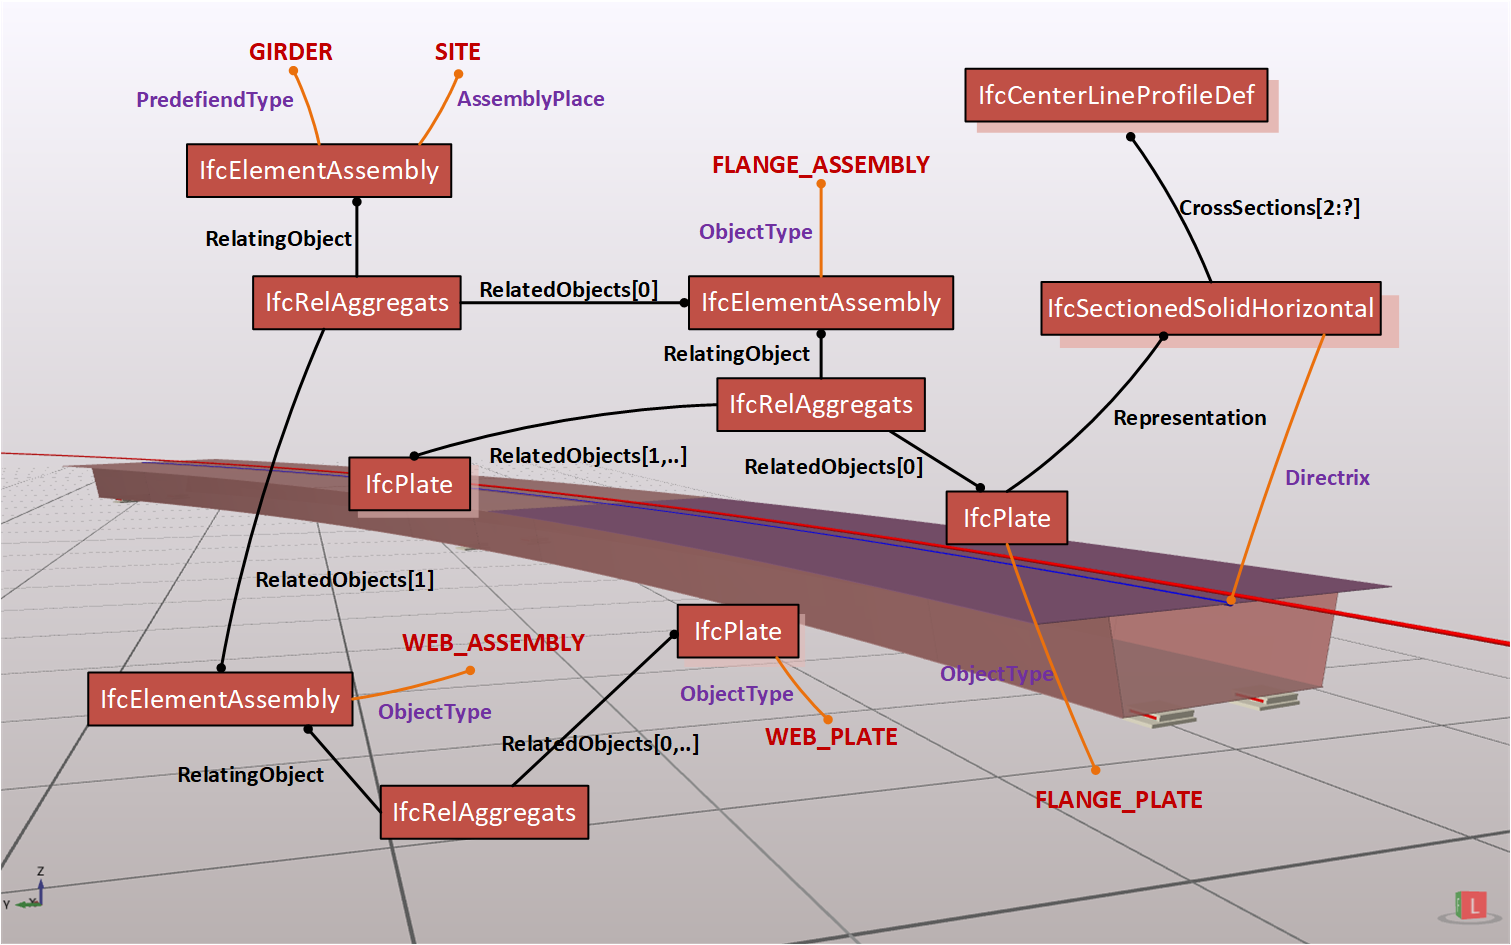 GIRDER
SITE
PredefiendType
AssemblyPlace
IfcCenterLineProfileDef
IfcElementAssembly
FLANGE_ASSEMBLY
CrossSections[2:?]
RelatingObject
ObjectType
IfcRelAggregats
RelatedObjects[0]
IfcElementAssembly
IfcSectionedSolidHorizontal
RelatingObject
IfcRelAggregats
Representation
RelatedObjects[1,..]
RelatedObjects[0]
IfcPlate
Directrix
IfcPlate
RelatedObjects[1]
IfcPlate
WEB_ASSEMBLY
ObjectType
IfcElementAssembly
ObjectType
ObjectType
WEB_PLATE
RelatedObjects[0,..]
RelatingObject
FLANGE_PLATE
IfcRelAggregats
Z
Y
X
L